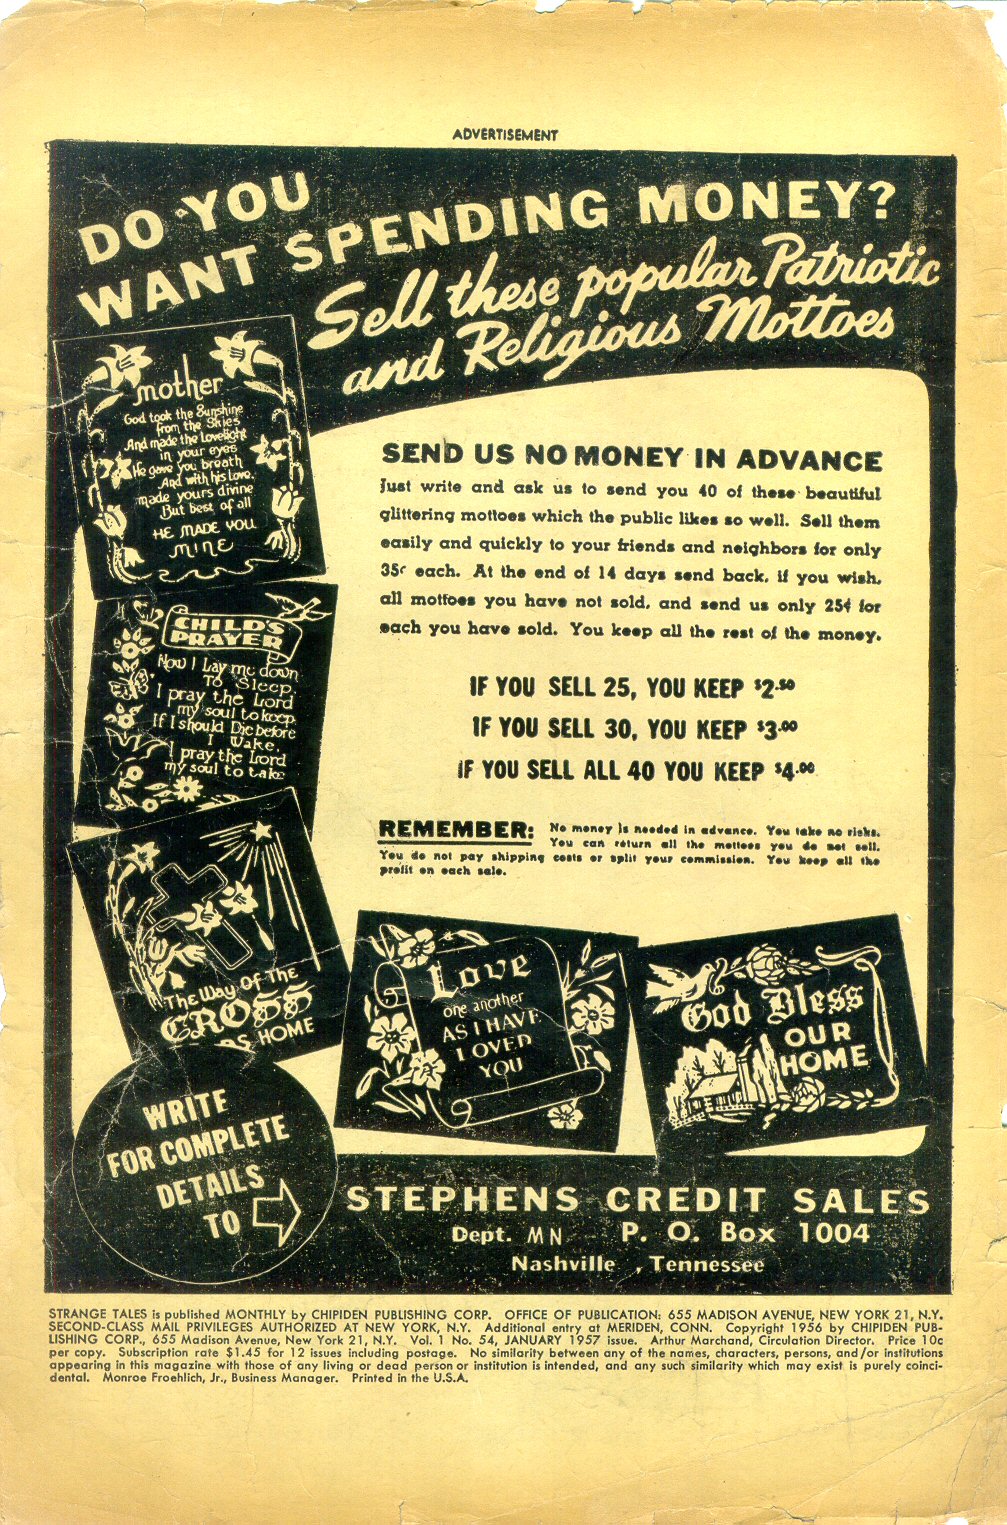 ADVERTISEMENT
DO YOU
WANT SPENDING MONEY?
Sell these popular Patriotic
and Religious Mottoes
mother
God took the Sunshine
from the Skies
And made the Lovelight
in your eyes
He gave you breath
And with his Love,
made yours divine
But best of all
HE MADE YOU
MINE
CHILD'S
PRAYER
Now I Lay me down
To Sleep,
I pray the Lord
my soul to keep
If I should Die before
I Wake,
I pray the Lord
my soul to take
The Way Of The
CROSS
HOME
SEND US NO MONEY IN ADVANCE
Just write and ask us to send you 40 of these beautiful
glittering mottoes which the public likes so well. Sell them
easily and quickly to your friends and neighbors for only
35¢ each. At the end of 14 days send back, if you wish,
all mottoes you have not sold, and send us only 25¢ for
each you have sold. You keep all the rest of the money.
IF YOU SELL 25, YOU KEEP $2.50
IF YOU SELL 30, YOU KEEP $3.00
IF YOU SELL ALL 40 YOU KEEP $4.00
REMEMBER: No money is needed in advance. You take no risks.
You can return all the mottoes you do not sell.
You do not pay shipping costs or split your commission. You keep all the
profit on each sale.
Love
one another
AS I HAVE
I OVED
YOU
God Bless
OUR
HOME
WRITE
FOR COMPLETE
DETAILS
TO
STEPHENS CREDIT SALES
Dept. MN P. O. Box 1004
Nashville , Tennessee
STRANGE TALES is published MONTHLY by CHIPIDEN PUBLISHING CORP. OFFICE OF PUBLICATION: 655 MADISON AVENUE, NEW YORK 21, N.Y.
SECOND-CLASS MAIL PRIVILEGES AUTHORIZED AT NEW YORK, N.Y. Additional entry at MERIDEN, CONN. Copyright 1956 by CHIPIDEN PUB-
LISHING CORP., 655 Madison Avenue, New York 21, N.Y. Vol. 1 No. 54, JANUARY 1957 issue. Arthur Marchand, Circulation Director. Price 10c
per copy. Subscription rate $1.45 for 12 issues including postage. No similarity between any of the names, characters, persons, and/or institutions
appearing in this magazine with those of any living or dead person or institution is intended, and any such similarity which may exist is purely coinci-
dental. Monroe Froehlich, Jr., Business Manager. Printed in the U.S.A.